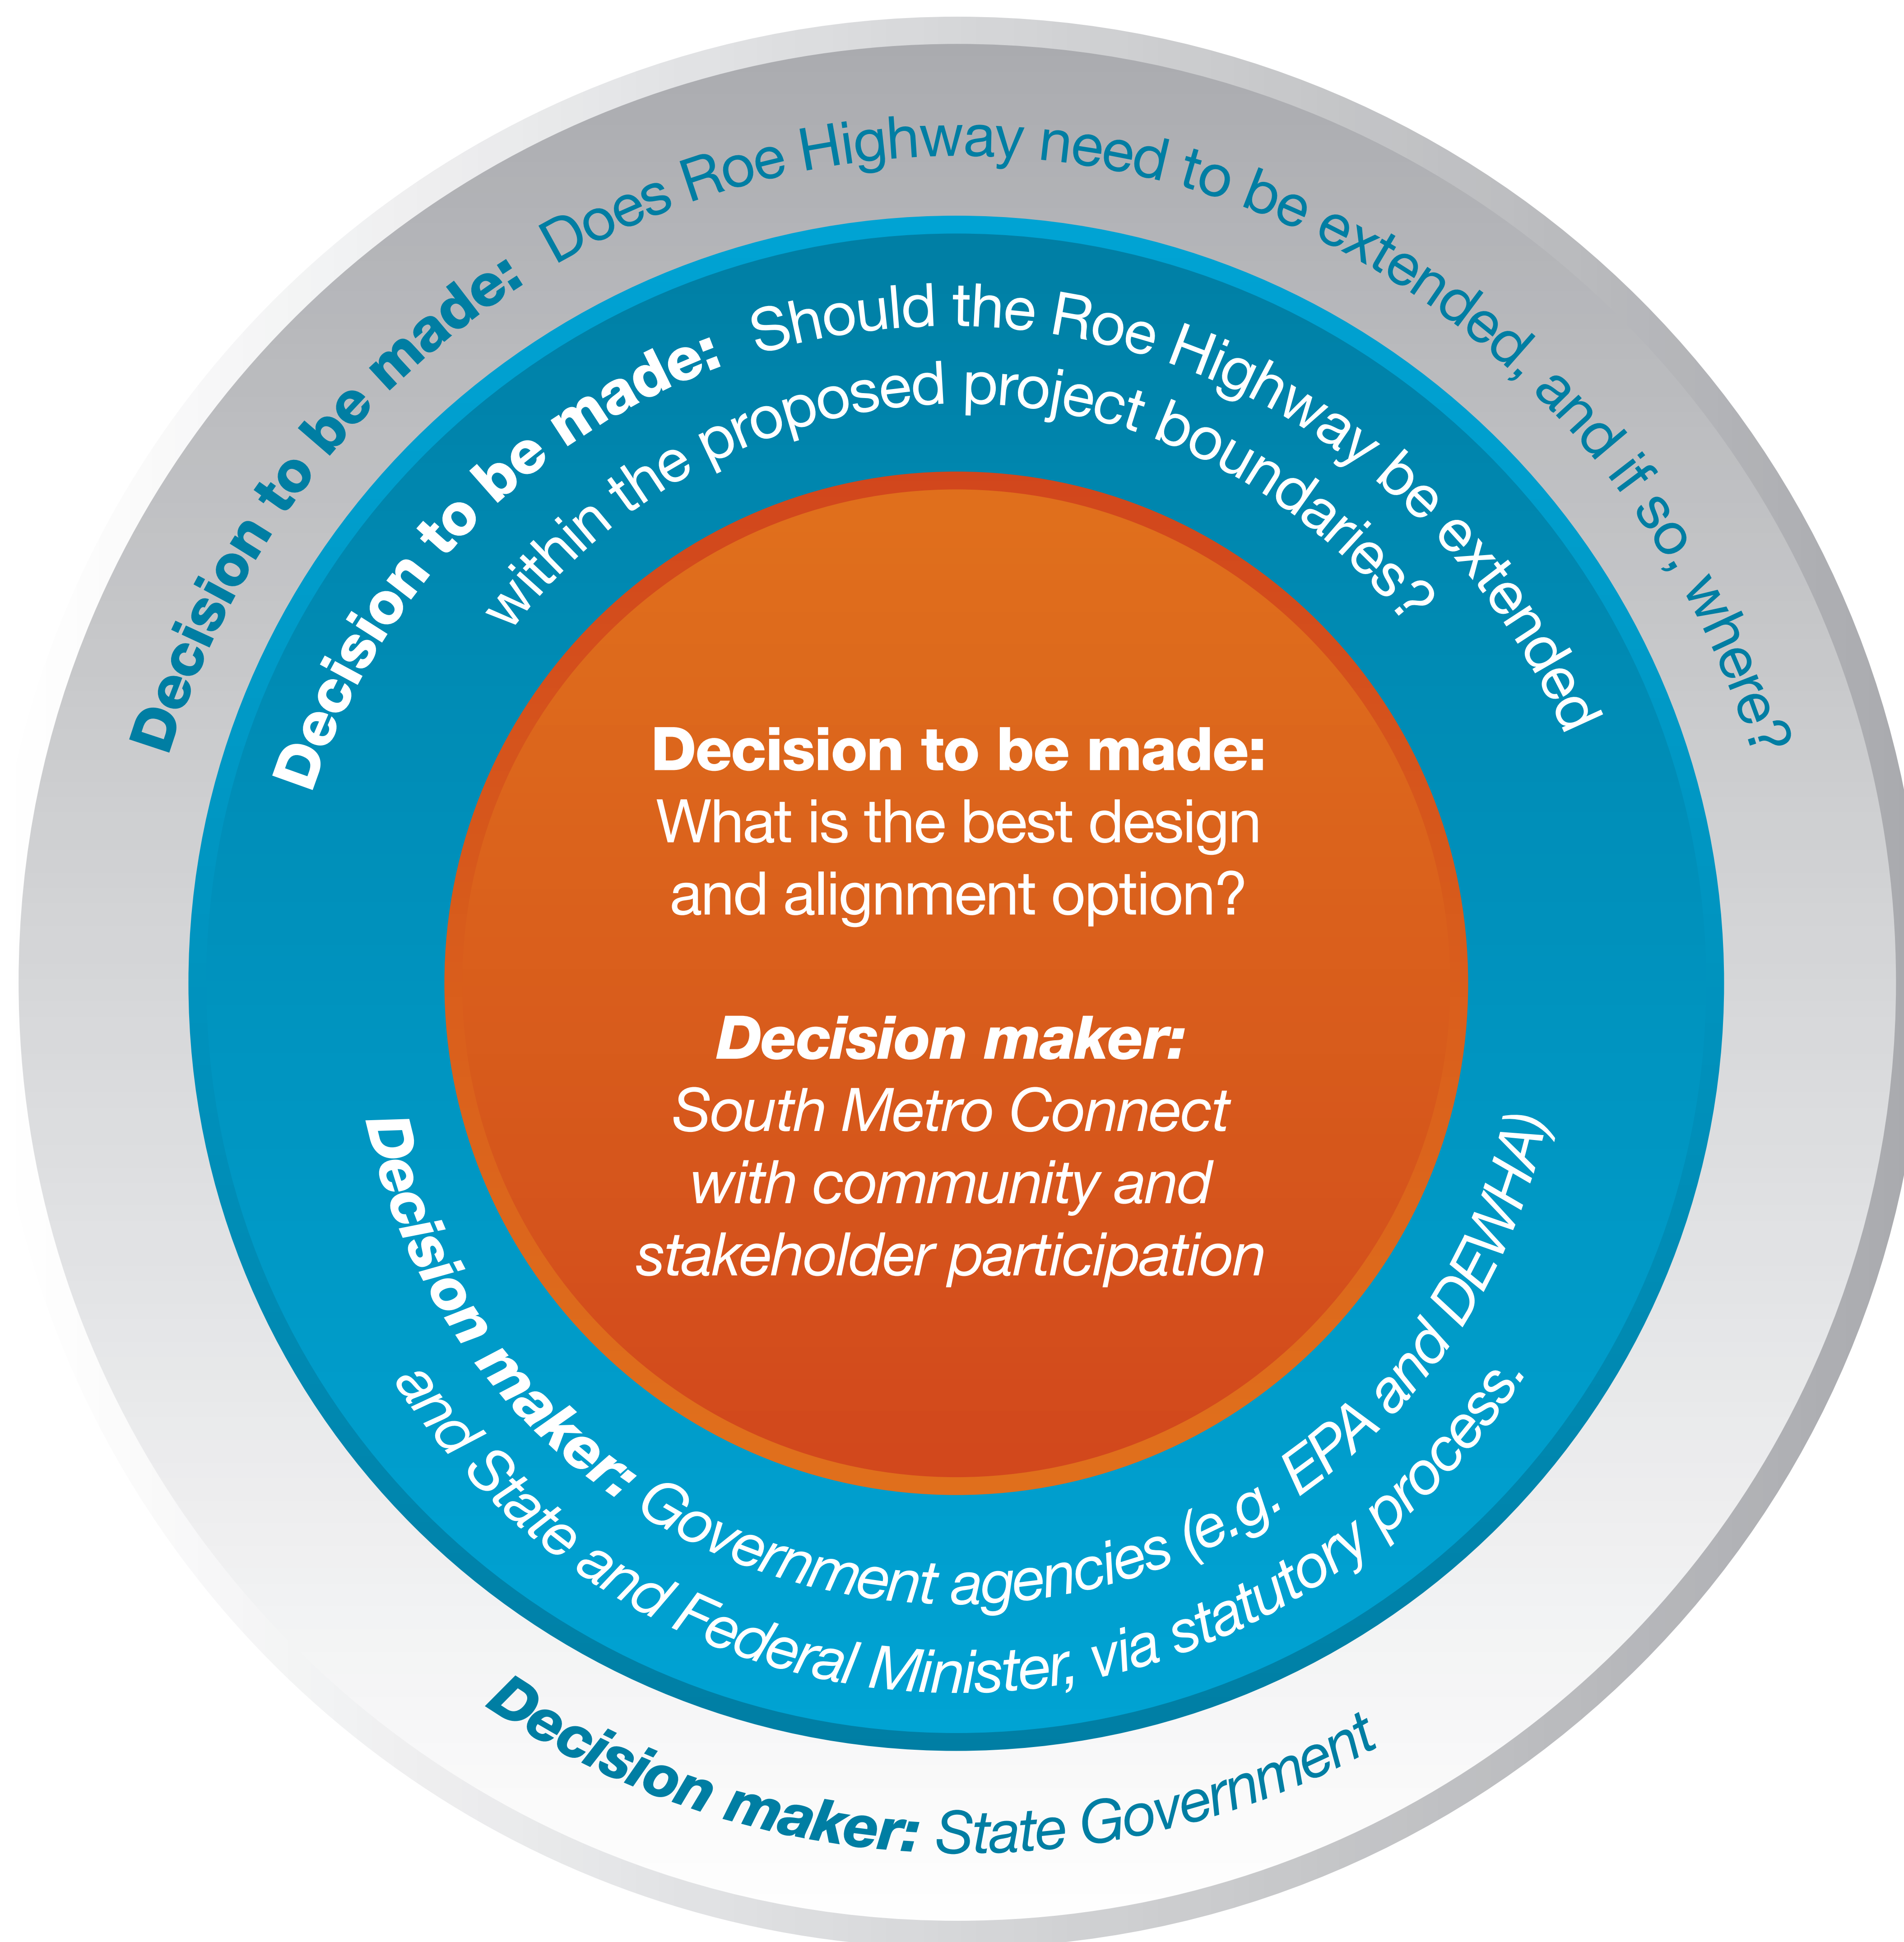 Decision to be made: Does Roe Highway need to be extended, and if so, where?
Decision to be made: Should the Roe Highway be extended
within the proposed project boundaries?
Decision to be made:
What is the best design
and alignment option?
Decision maker:
South Metro Connect
with community and
stakeholder participation
Decision maker: Government agencies (e.g. EPA and DEWHA)
and State and Federal Minister, via statutory process.
Decision maker: State Government